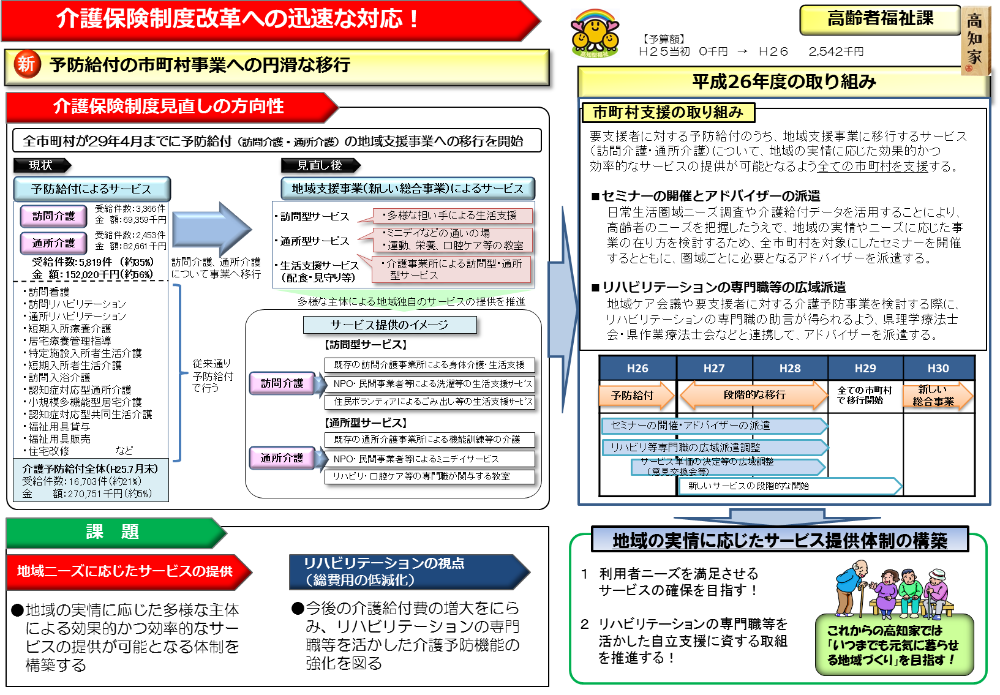 介護保険制度改革への迅速な対応！
高齢者福祉課
高知家
高知型福祉
【予算額】
Ｈ２５当初　0千円　→　Ｈ２６　2,542千円
新 予防給付の市町村事業への円滑な移行
介護保険制度見直しの方向性
全市町村が29年4月までに予防給付（訪問介護・通所介護）の地域支援事業への移行を開始
現状
予防給付によるサービス
訪問介護
受給件数：3,366件
金　額：69,359千円
通所介護
受給件数：2,453件
金　額：82,661千円
受給件数：5,819件（約35%）
金　額：152,020千円（約56%）
訪問介護、通所介護
について事業へ移行
・訪問看護
・訪問リハビリテーション
・通所リハビリテーション
・短期入所療養介護
・居宅療養管理指導
・特定施設入所者生活介護
・短期入所者生活介護
・訪問入浴介護
・認知症対応型通所介護
・小規模多機能型居宅介護
・認知症対応型共同生活介護
・福祉用具貸与
・福祉用具販売
・住宅改修　　　　など
従来通り
予防給付
で行う
介護予防給付全体（H25.7月末）
受給件数：16,703件（約21%）
金　　額：270,751千円（約5%）
見直し後
地域支援事業（新しい総合事業）によるサービス
・訪問型サービス
・多様な担い手による生活支援
・通所型サービス
・ミニデイなどの通いの場
・運動、栄養、口腔ケア等の教室
・生活支援サービス
（配食・見守り等）
・介護事業所による訪問型・通所
型サービス
多様な主体による地域独自のサービスの提供を推進
サービス提供のイメージ
【訪問型サービス】
訪問介護
既存の訪問介護事業所による身体介護・生活支援
NPO・民間事業者等による洗濯等の生活支援サービス
住民ボランティアによるごみ出し等の生活支援サービス
【通所型サービス】
通所介護
既存の通所介護事業所による機能訓練等の介護
NPO・民間事業者等によるミニデイサービス
リハビリ・口腔ケア等の専門職が関与する教室
課　題
地域ニーズに応じたサービスの提供
●地域の実情に応じた多様な主体
による効果的かつ効率的なサー
ビスの提供が可能となる体制を
構築する
リハビリテーションの視点
（総費用の低減化）
●今後の介護給付費の増大をにら
み、リハビリテーションの専門
職等を活かした介護予防機能の
強化を図る
平成26年度の取り組み
市町村支援の取り組み
要支援者に対する予防給付のうち、地域支援事業に移行するサービス
（訪問介護・通所介護）について、地域の実情に応じた効果的かつ
効率的なサービスの提供が可能となるよう全ての市町村を支援する。
■セミナーの開催とアドバイザーの派遣
日常生活圏域ニーズ調査や介護給付データを活用することにより、
高齢者のニーズを把握したうえで、地域の実情やニーズに応じた事
業の在り方を検討するため、全市町村を対象にしたセミナーを開催
するとともに、圏域ごとに必要となるアドバイザーを派遣する。
■リハビリテーションの専門職等の広域派遣
地域ケア会議や要支援者に対する介護予防事業を検討する際に、
リハビリテーションの専門職の助言が得られるよう、県理学療法士
会・県作業療法士会などと連携して、アドバイザーを派遣する。
H26 H27 H28 H29 H30
予防給付
段階的な移行
全ての市町村
で移行開始
新しい
総合事業
セミナーの開催・アドバイザーの派遣
リハビリ等専門職の広域派遣調整
サービス単価の決定等の広域調整
（意見交換会等）
新しいサービスの段階的な開始
地域の実情に応じたサービス提供体制の構築
１　利用者ニーズを満足させる
サービスの確保を目指す！
２　リハビリテーションの専門職等を
活かした自立支援に資する取組
を推進する！
これからの高知家では
「いつまでも元気に暮らせ
る地域づくり」を目指す！